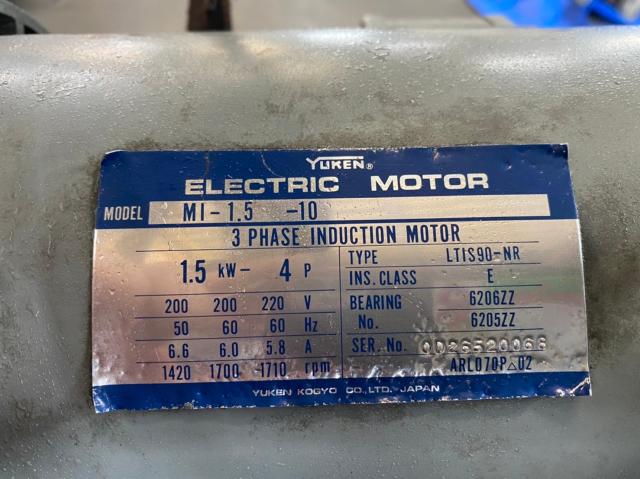 YUKEN®
ELECTRIC MOTOR
MODEL MI-1.5 -10
3 PHASE INDUCTION MOTOR
1.5 kW- 4 P
TYPE LTIS90-NR
INS. CLASS E
200 200 220 V
BEARING 6206ZZ
50 60 60 Hz
No. 6205ZZ
6.6 6.0 5.8 A
SER. No.
1420 1700 1710 rpm
ARL070P△02
YUKEN KOGYO CO., LTD. JAPAN